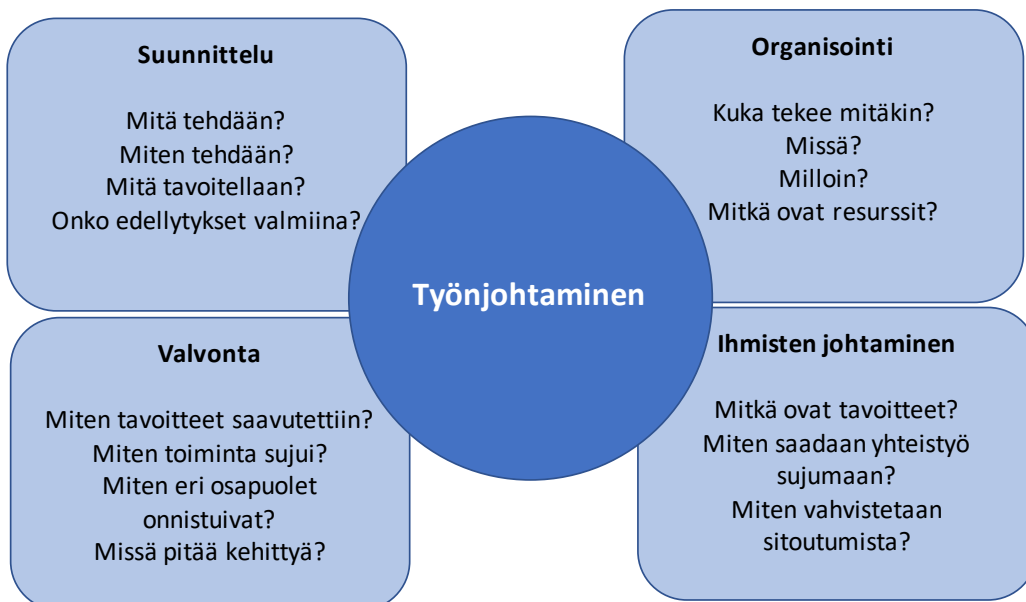 Suunnittelu
Mitä tehdään?
Miten tehdään?
Mitä tavoitellaan?
Onko edellytykset valmiina?
Organisointi
Kuka tekee mitäkin?
Missä?
Milloin?
Mitkä ovat resurssit?
Työnjohtaminen
Valvonta
Miten tavoitteet saavutettiin?
Miten toiminta sujui?
Miten eri osapuolet
onnistuivat?
Missä pitää kehittyä?
Ihmisten johtaminen
Mitkä ovat tavoitteet?
Miten saadaan yhteistyö
sujumaan?
Miten vahvistetaan
sitoutumista?